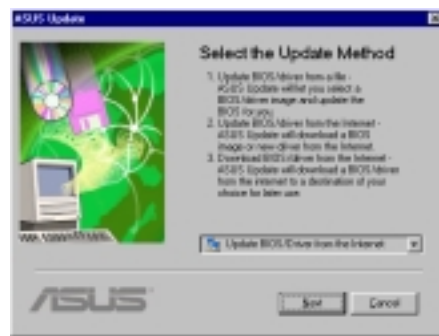 ASUS Update
Select the Update Method
1. Update BIOS/driver from a file -
ASUS Update will let you select a
BIOS/driver image and update the
BIOS for you.
2. Update BIOS/driver from the Internet -
ASUS Update will download a BIOS
image or new driver from the Internet.
3. Download BIOS/driver from the Internet -
ASUS Update will download a BIOS/driver
from the internet to a destination of your
choice for later use.
Update BIOS/Driver from the Internet
ASUS
Next
Cancel